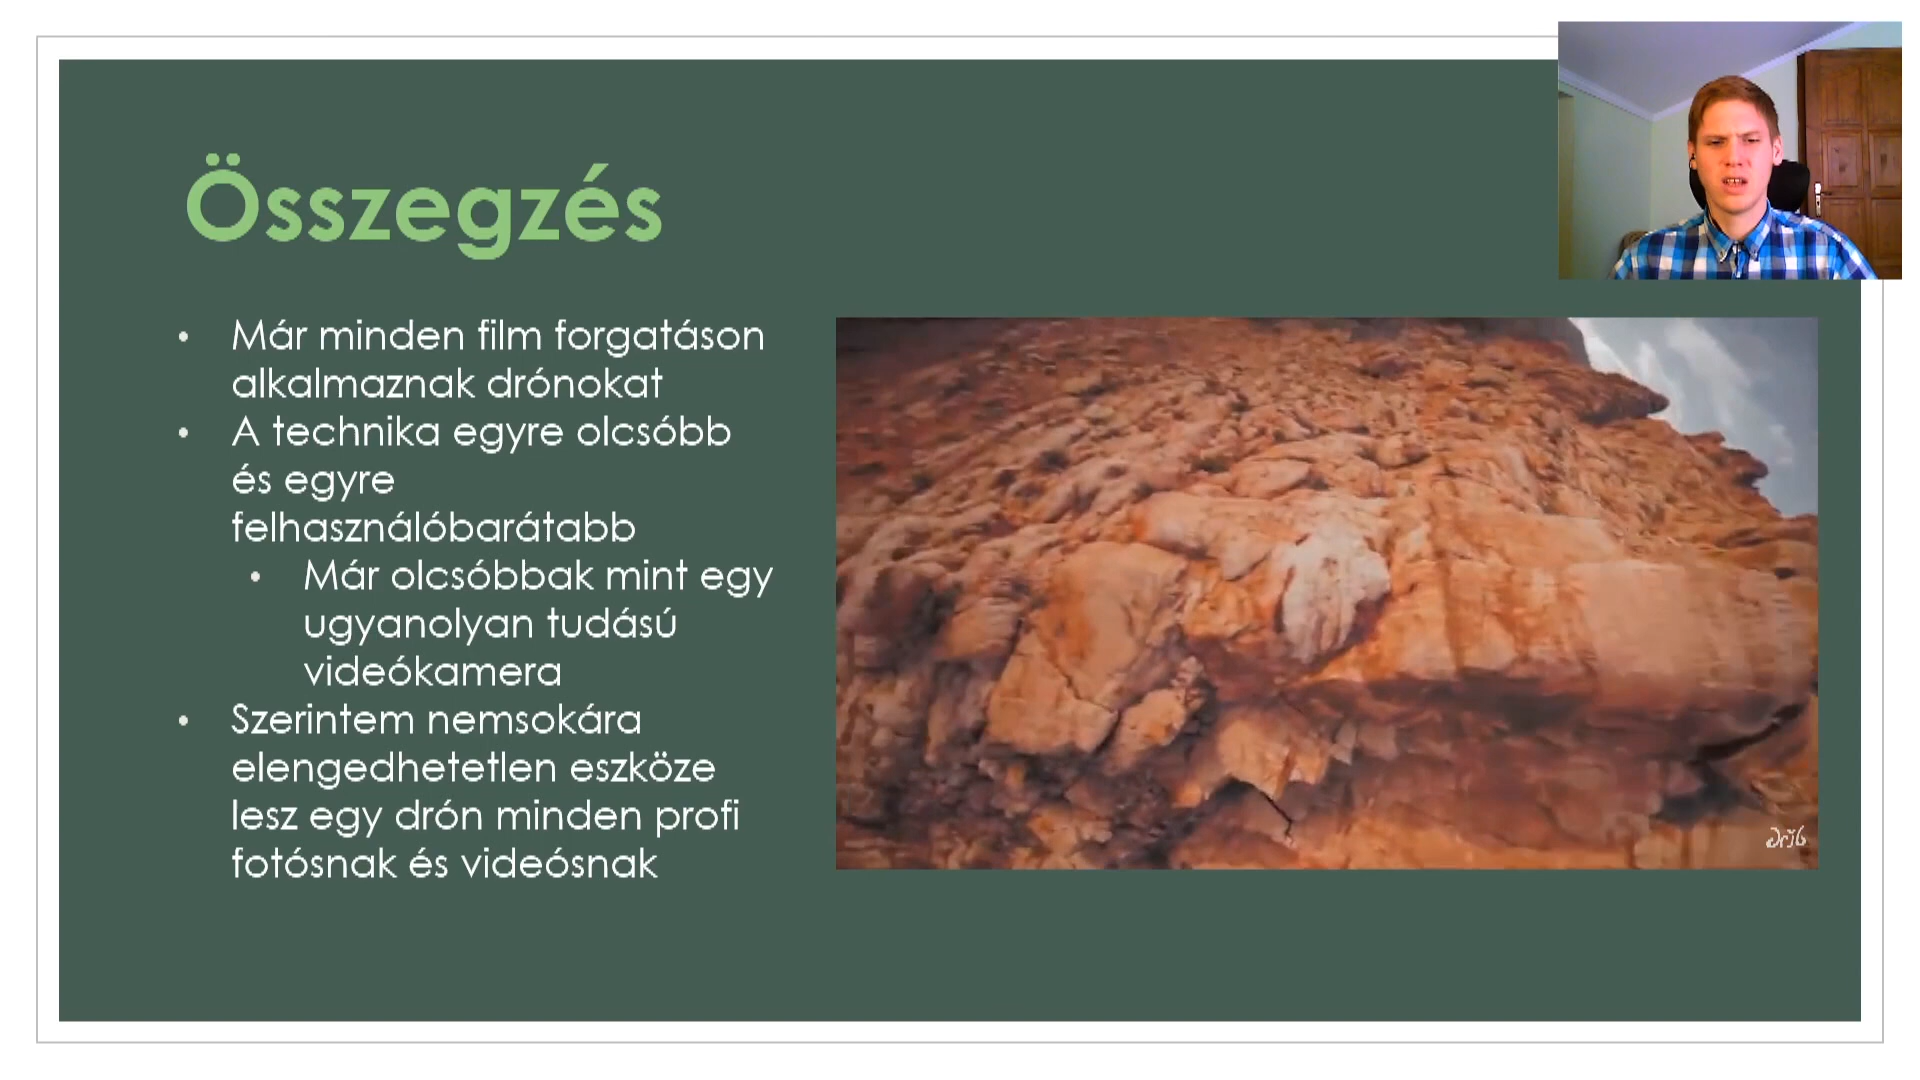 Összegzés
• Már minden film forgatáson
alkalmaznak drónokat
• A technika egyre olcsóbb
és egyre
felhasználóbarátabb
• Már olcsóbbak mint egy
ugyanolyan tudású
videókamera
• Szerintem nemsokára
elengedhetetlen eszköze
lesz egy drón minden profi
fotósnak és videósnak